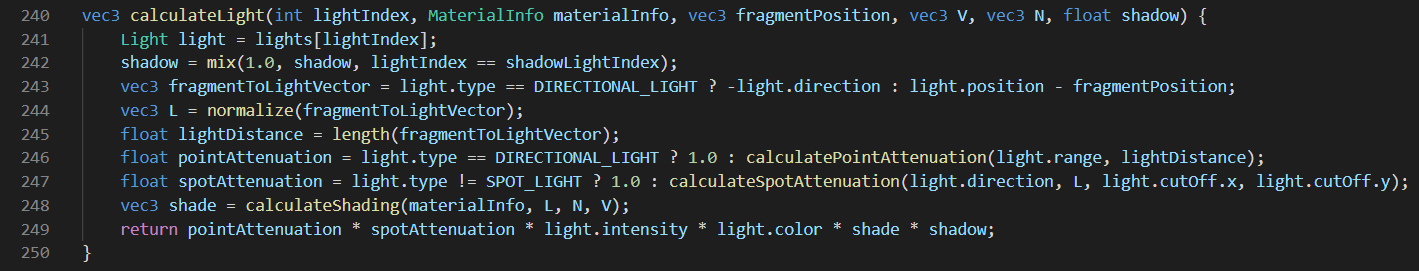 240 vec3 calculateLight(int lightIndex, MaterialInfo materialInfo, vec3 fragmentPosition, vec3 V, vec3 N, float shadow) {
241     Light light = lights[lightIndex];
242     shadow = mix(1.0, shadow, lightIndex == shadowLightIndex);
243     vec3 fragmentToLightVector = light.type == DIRECTIONAL_LIGHT ? -light.direction : light.position - fragmentPosition;
244     vec3 L = normalize(fragmentToLightVector);
245     float lightDistance = length(fragmentToLightVector);
246     float pointAttenuation = light.type == DIRECTIONAL_LIGHT ? 1.0 : calculatePointAttenuation(light.range, lightDistance);
247     float spotAttenuation = light.type != SPOT_LIGHT ? 1.0 : calculateSpotAttenuation(light.direction, L, light.cutOff.x, light.cutOff.y);
248     vec3 shade = calculateShading(materialInfo, L, N, V);
249     return pointAttenuation * spotAttenuation * light.intensity * light.color * shade * shadow;
250 }